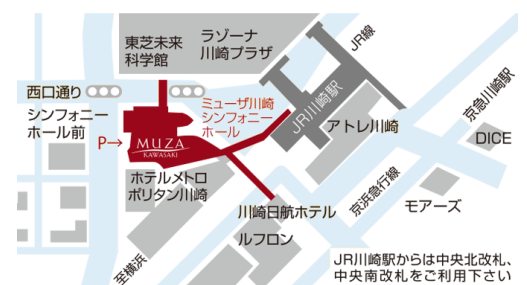 東芝未来
科学館
ラゾーナ
川崎プラザ
JR線
JR川崎駅
京急川崎駅
西口通り
シンフォニー
ホール前
ミューザ川崎
シンフォニー
ホール
P→
MUZA
KAWASAKI
アトレ川崎
DICE
ホテルメトロ
ポリタン川崎
京浜急行線
モアーズ
川崎日航ホテル
ルフロン
至横浜
JR川崎駅からは中央北改札、
中央南改札をご利用下さい